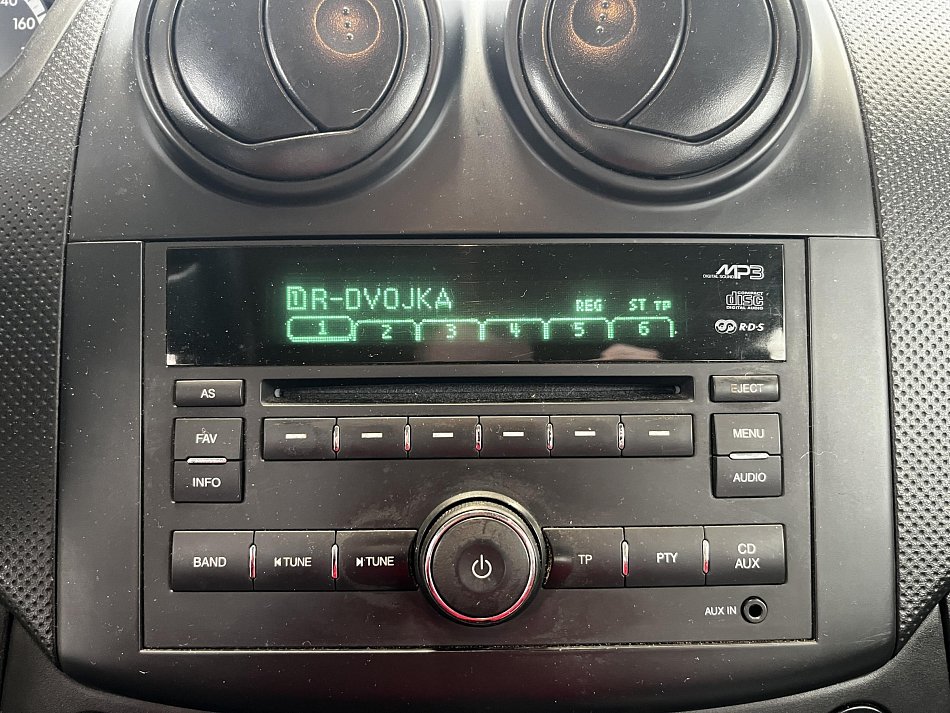 160
MP3
DIGITAL SOUND
1R-DVOJKA
REG ST TP
1 2 3 4 5 6
COMPACT
disc
DIGITAL AUDIO
R·D·S
AS
EJECT
FAV
MENU
INFO
AUDIO
BAND
TUNE
TUNE
TP
PTY
CD
AUX
AUX IN